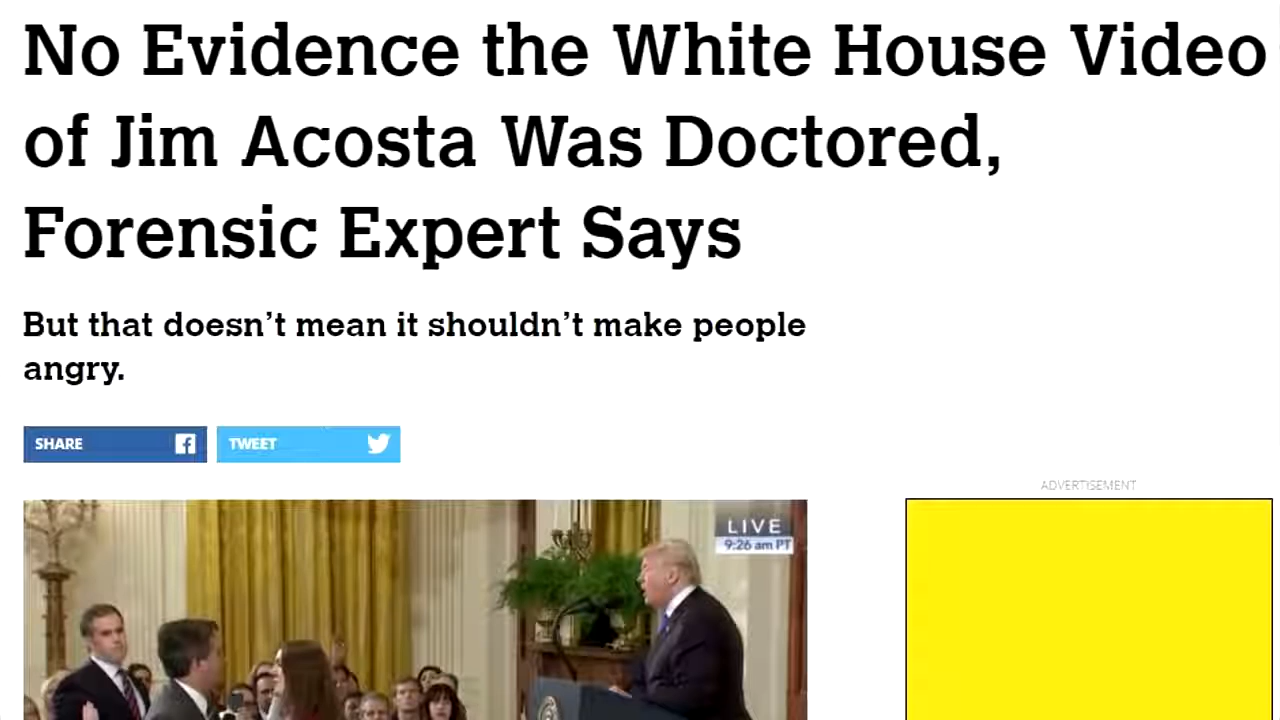 No Evidence the White House Video
of Jim Acosta Was Doctored,
Forensic Expert Says
But that doesn't mean it shouldn't make people
angry.
SHARE
TWEET
ADVERTISEMENT
LIVE
9:26 am PT